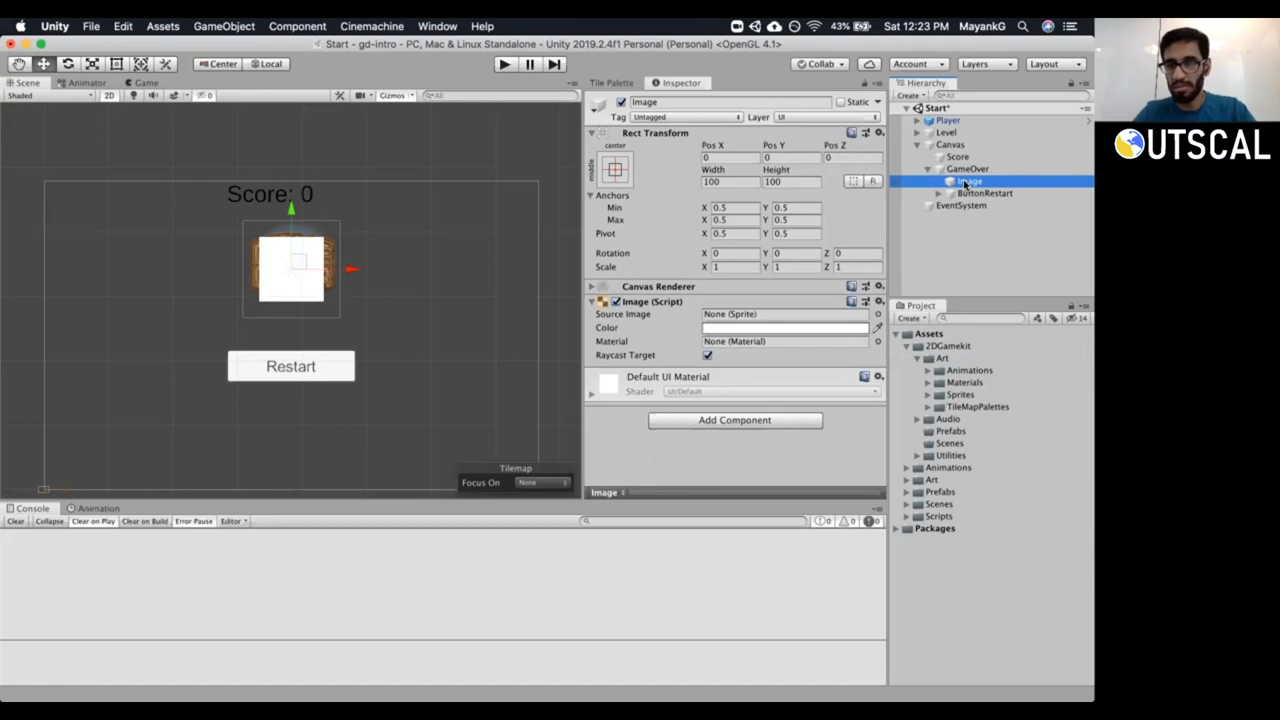 Unity File Edit Assets GameObject Component Cinemachine Window Help 43% Sat 12:23 PM MayankG
Start - gd-intro - PC, Mac & Linux Standalone - Unity 2019.2.4f1 Personal (Personal) <OpenGL 4.1>
Center Local Collab Account Layers Layout
Scene Animator Game
Shaded 2D 0 Gizmos All
Score: 0
Restart
Tilemap
Focus On None
Tile Palette Inspector
Image Static
Tag Untagged Layer UI
Rect Transform
center
middle
Pos X Pos Y Pos Z
0 0 0
Width Height
100 100
R
Anchors
Min X 0.5 Y 0.5
Max X 0.5 Y 0.5
Pivot X 0.5 Y 0.5
Rotation X 0 Y 0 Z 0
Scale X 1 Y 1 Z 1
Canvas Renderer
Image (Script)
Source Image None (Sprite)
Color
Material None (Material)
Raycast Target
Default UI Material
Shader UI/Default
Add Component
Image
Hierarchy
Create All
Start*
Player
Level
Canvas
Score
GameOver
Image
ButtonRestart
EventSystem
Project
Create 14
Assets
2DGamekit
Art
Animations
Materials
Sprites
TileMapPalettes
Audio
Prefabs
Scenes
Utilities
Animations
Art
Prefabs
Scenes
Scripts
Packages
Console Animation
Clear Collapse Clear on Play Clear on Build Error Pause Editor 0 0 0
OUTSCAL